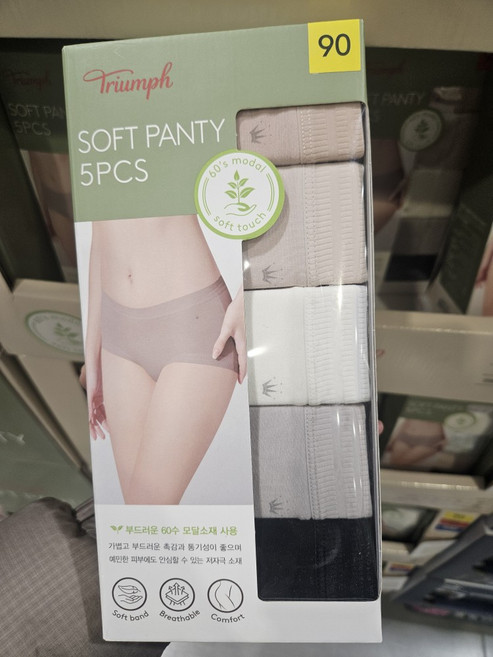 90
Triumph
SOFT PANTY
5PCS
60's modal
soft touch
부드러운 60수 모달소재 사용
가볍고 부드러운 촉감과 통기성이 좋으며
예민한 피부에도 안심할 수 있는 저자극 소재
Soft band
Breathable
Comfort
SOFT PANT
5PCS